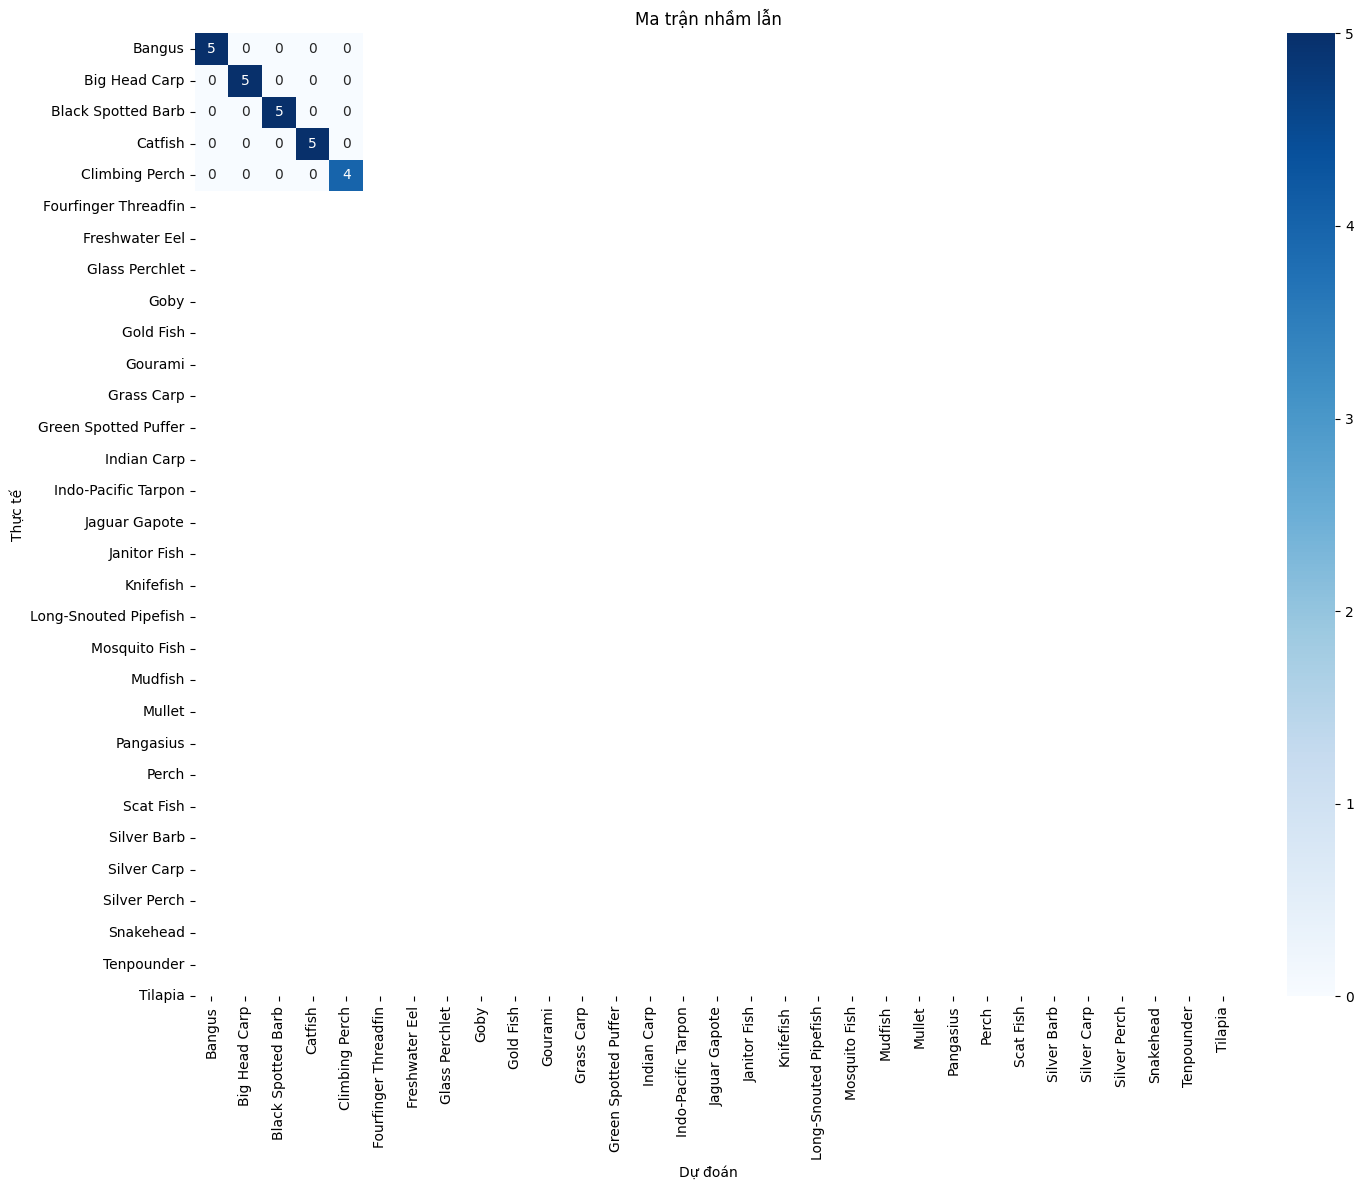 Ma trận nhầm lẫn
Bangus 5 0 0 0 0
Big Head Carp 0 5 0 0 0
Black Spotted Barb 0 0 5 0 0
Catfish 0 0 0 5 0
Climbing Perch 0 0 0 0 4
Fourfinger Threadfin
Freshwater Eel
Glass Perchlet
Goby
Gold Fish
Gourami
Grass Carp
Green Spotted Puffer
Indian Carp
Indo-Pacific Tarpon
Jaguar Gapote
Janitor Fish
Knifefish
Long-Snouted Pipefish
Mosquito Fish
Mudfish
Mullet
Pangasius
Perch
Scat Fish
Silver Barb
Silver Carp
Silver Perch
Snakehead
Tenpounder
Tilapia
Thực tế
Bangus
Big Head Carp
Black Spotted Barb
Catfish
Climbing Perch
Fourfinger Threadfin
Freshwater Eel
Glass Perchlet
Goby
Gold Fish
Gourami
Grass Carp
Green Spotted Puffer
Indian Carp
Indo-Pacific Tarpon
Jaguar Gapote
Janitor Fish
Knifefish
Long-Snouted Pipefish
Mosquito Fish
Mudfish
Mullet
Pangasius
Perch
Scat Fish
Silver Barb
Silver Carp
Silver Perch
Snakehead
Tenpounder
Tilapia
Dự đoán
5
4
3
2
1
0